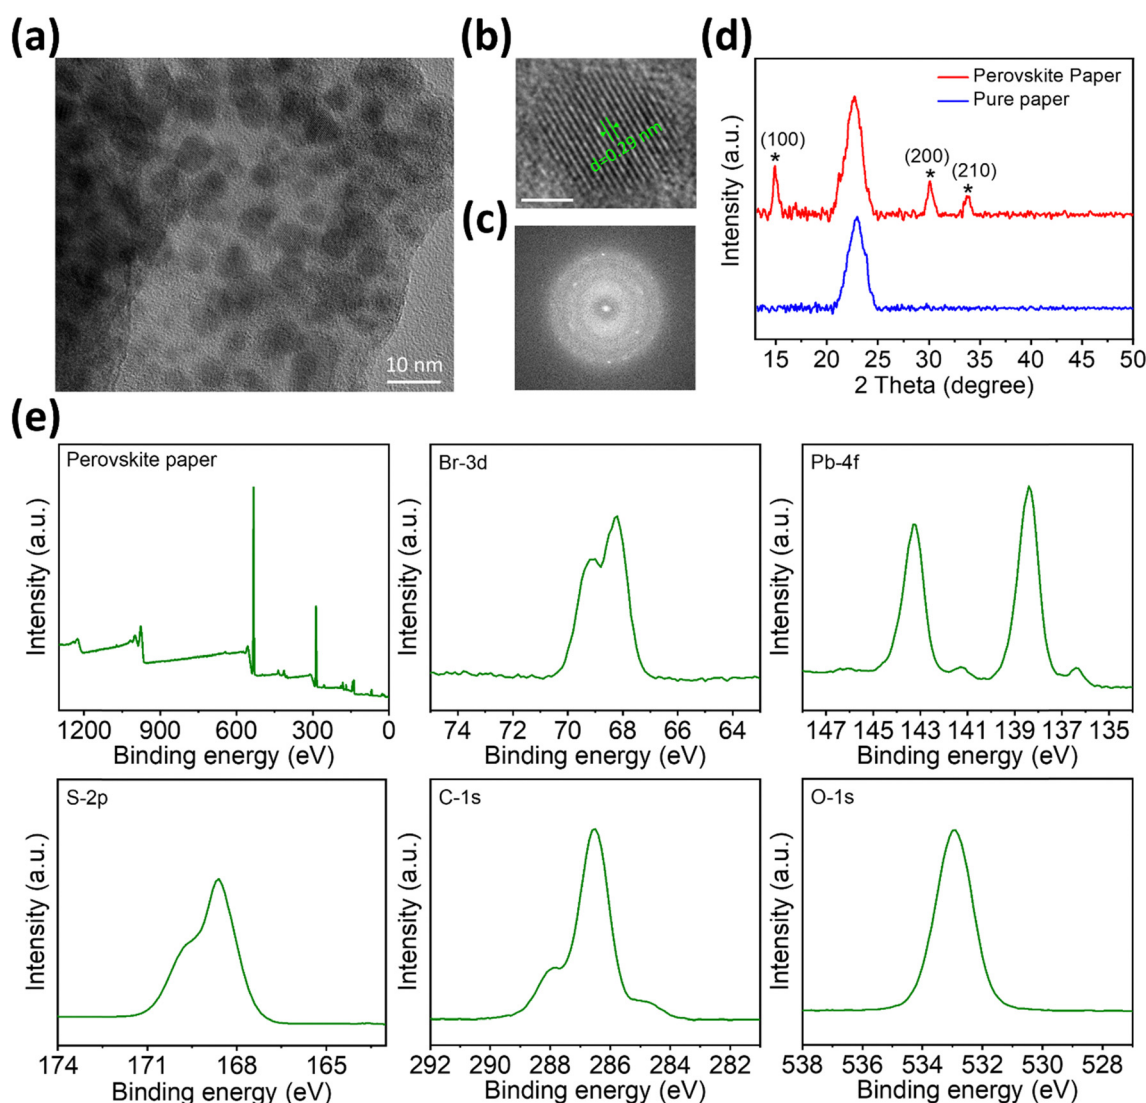 (a)
(b)
(c)
(d)
10 nm
d=0.29 nm
Perovskite Paper
Pure paper
(100)
*
(200)
*
(210)
*
Intensity (a.u.)
15 20 25 30 35 40 45 50
2 Theta (degree)
(e)
Perovskite paper
Intensity (a.u.)
1200 900 600 300 0
Binding energy (eV)
Br-3d
Intensity (a.u.)
74 72 70 68 66 64
Binding energy (eV)
Pb-4f
Intensity (a.u.)
147 145 143 141 139 137 135
Binding energy (eV)
S-2p
Intensity (a.u.)
174 171 168 165
Binding energy (eV)
C-1s
Intensity (a.u.)
292 290 288 286 284 282
Binding energy (eV)
O-1s
Intensity (a.u.)
538 536 534 532 530 528
Binding energy (eV)